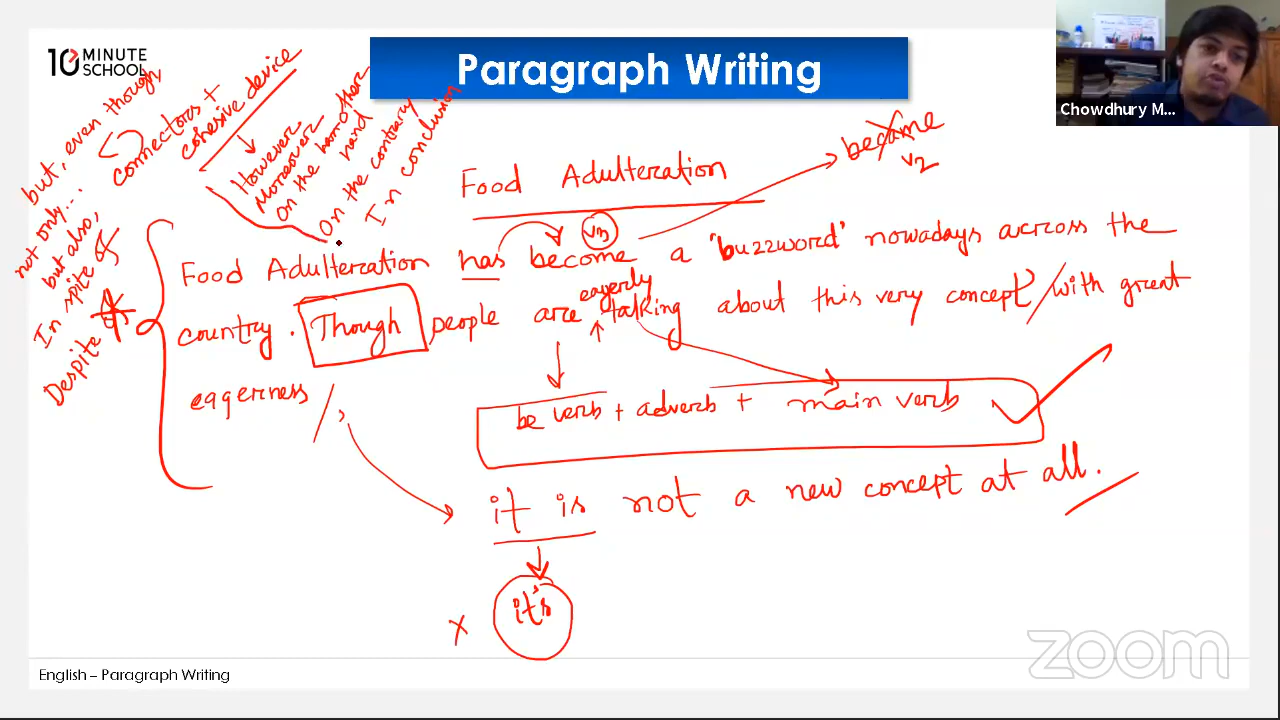 10 MINUTE SCHOOL
Paragraph Writing
Chowdhury M...
but, even though
not only..
but also,
In spite of
Despite
connectors +
cohesive device
However
Moreover
On the other
hand
On the contrary
In conclusion
Food Adulteration
became
v2
v3
Food Adulteration has become a 'buzzword' nowadays across the
eagerly
country. Though people are talking about this very concept/with great
eagerness /,
be verb + adverb + main verb
it is not a new concept at all.
it's
x
zoom
English – Paragraph Writing